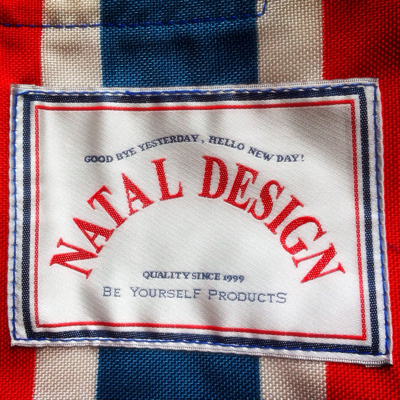 GOOD BYE YESTERDAY, HELLO NEW DAY!
NATAL DESIGN
QUALITY SINCE 1999
BE YOURSELF PRODUCTS